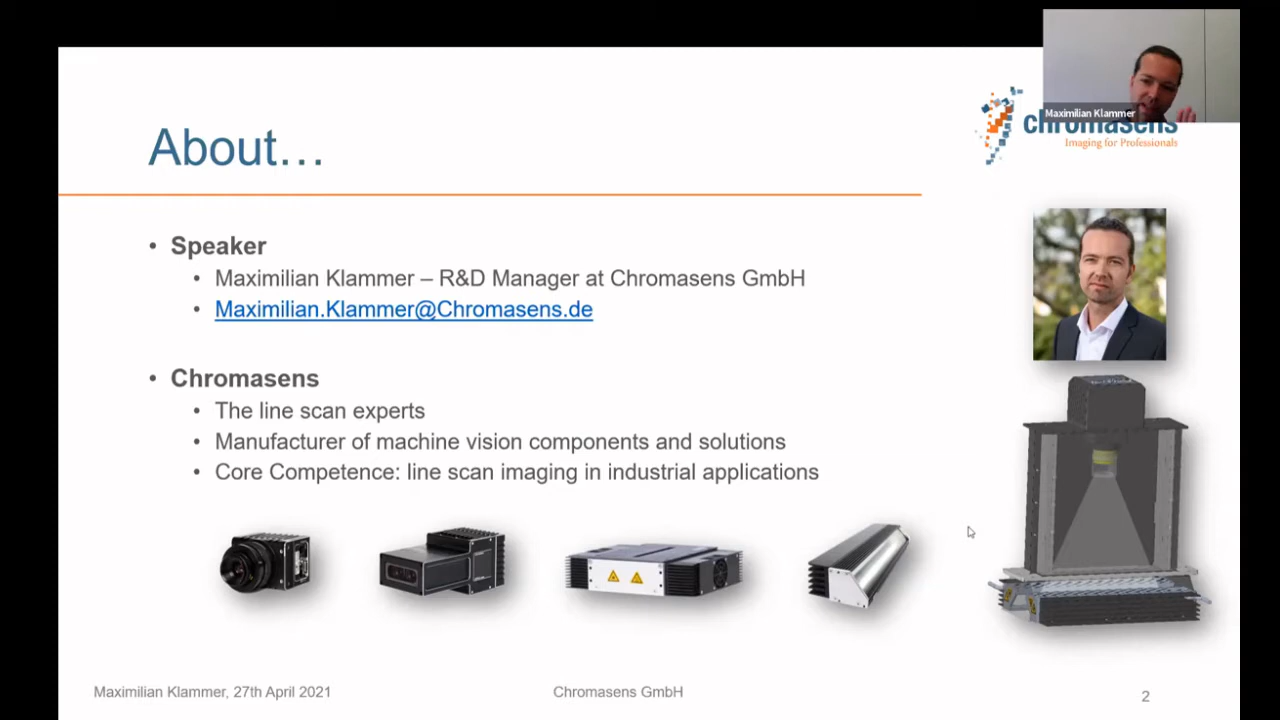 Maximilian Klammer
chromasens
Imaging for Professionals
About…
• Speaker
• Maximilian Klammer – R&D Manager at Chromasens GmbH
• Maximilian.Klammer@Chromasens.de
• Chromasens
• The line scan experts
• Manufacturer of machine vision components and solutions
• Core Competence: line scan imaging in industrial applications
Maximilian Klammer, 27th April 2021
Chromasens GmbH
2